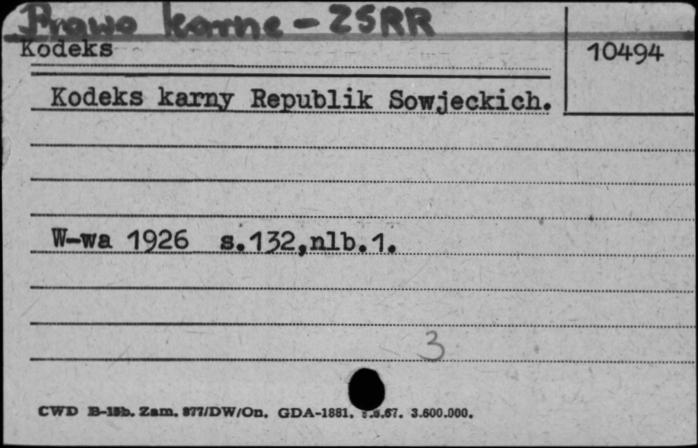 Prawo karne - ZSRR
Kodeks
10494
Kodeks karny Republik Sowjeckich.
W-wa 1926 s.132,nlb.1.
3
CWD B-15b. Zam. 877/DW/On. GDA-1881. 3.600.000.